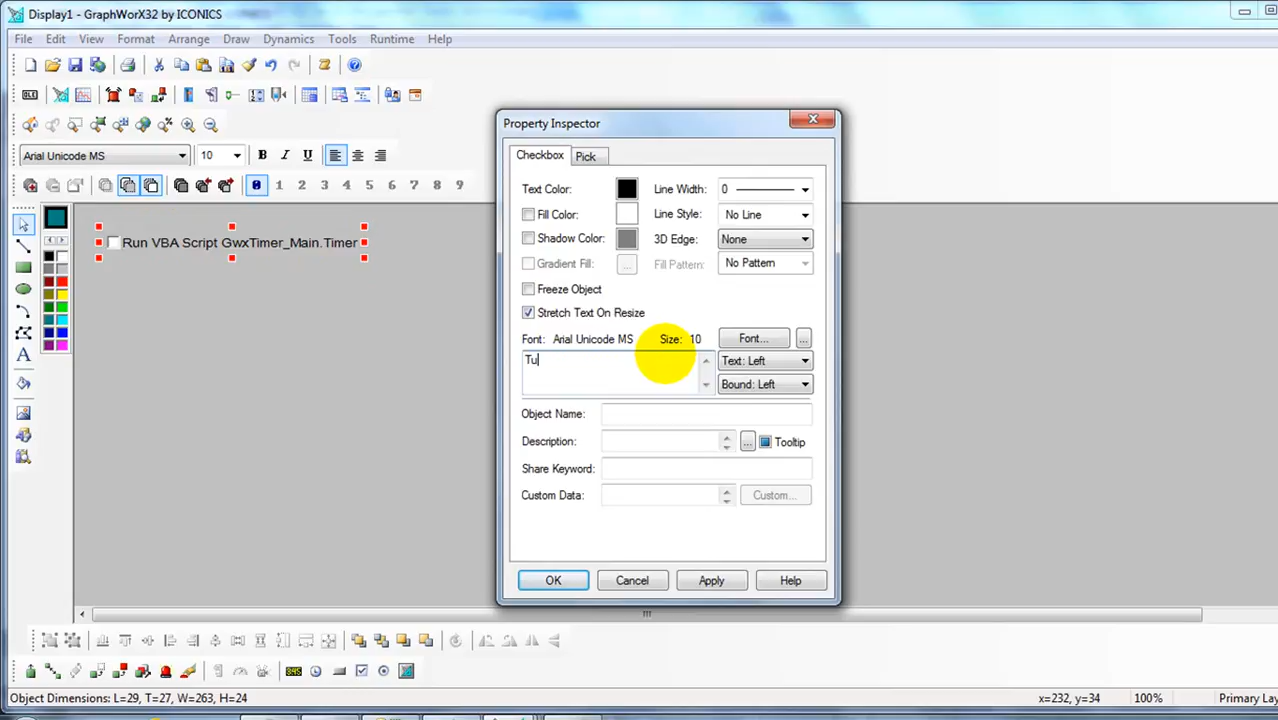 Display1 - GraphWorX32 by ICONICS
File Edit View Format Arrange Draw Dynamics Tools Runtime Help
OLE
Arial Unicode MS 10 B I U 0 1 2 3 4 5 6 7 8 9
Run VBA Script GwxTimer_Main.Timer
A
Property Inspector
Checkbox Pick
Text Color: Line Width: 0
Fill Color: Line Style: No Line
Shadow Color: 3D Edge: None
Gradient Fill: ... Fill Pattern: No Pattern
Freeze Object
Stretch Text On Resize
Font: Arial Unicode MS Size: 10 Font... ...
Tu Text: Left
Bound: Left
Object Name:
Description: ... Tooltip
Share Keyword:
Custom Data: Custom...
OK Cancel Apply Help
345
Object Dimensions: L=29, T=27, W=263, H=24 x=232, y=34 100% Primary Lay